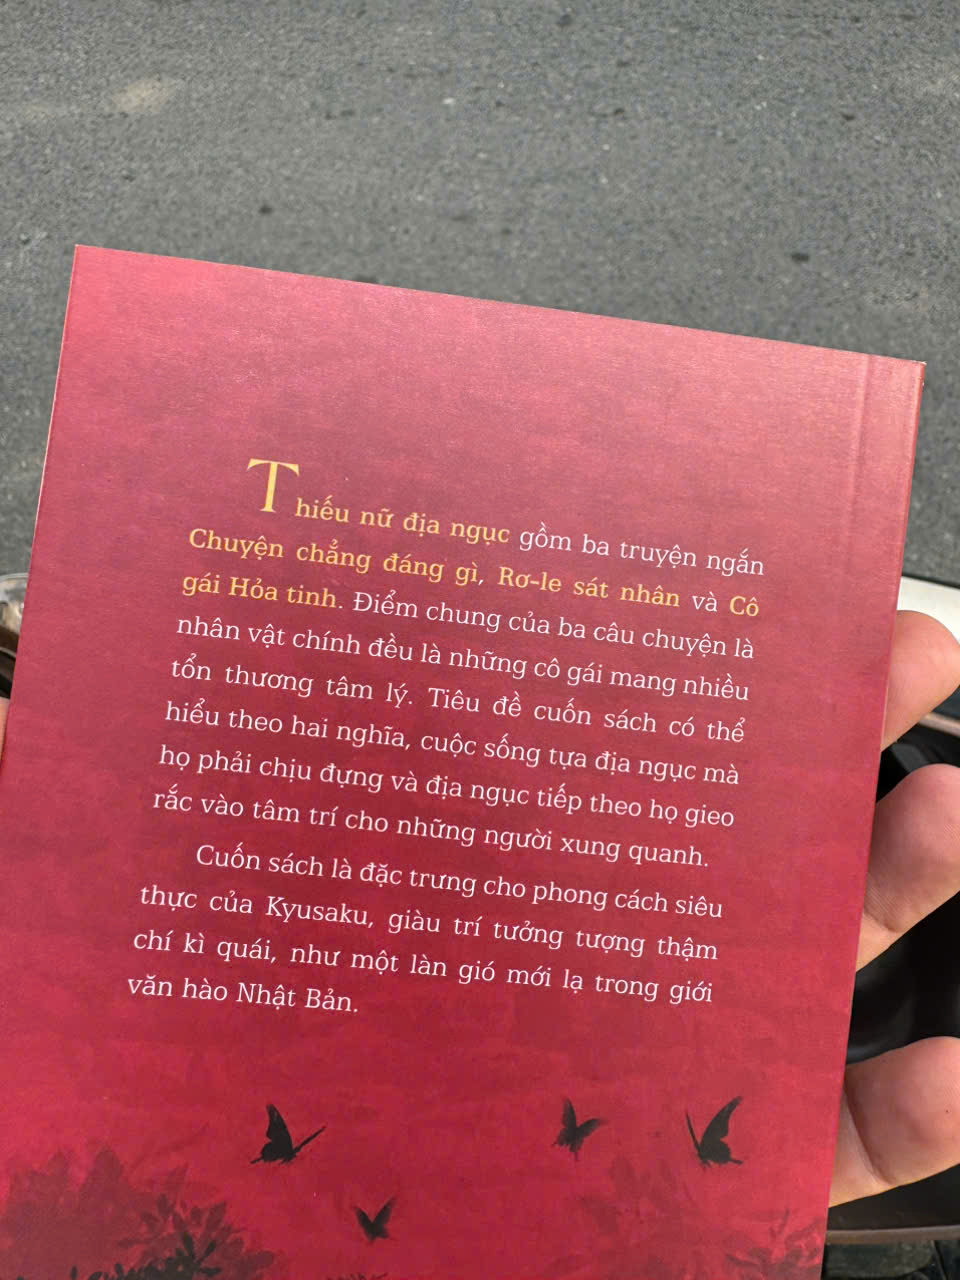 Thiếu nữ địa ngục gồm ba truyện ngắn
Chuyện chẳng đáng gì, Rơ-le sát nhân và Cô
gái Hỏa tinh. Điểm chung của ba câu chuyện là
nhân vật chính đều là những cô gái mang nhiều
tổn thương tâm lý. Tiêu đề cuốn sách có thể
hiểu theo hai nghĩa, cuộc sống tựa địa ngục mà
họ phải chịu đựng và địa ngục tiếp theo họ gieo
rắc vào tâm trí cho những người xung quanh.
Cuốn sách là đặc trưng cho phong cách siêu
thực của Kyusaku, giàu trí tưởng tượng thậm
chí kì quái, như một làn gió mới lạ trong giới
văn hào Nhật Bản.